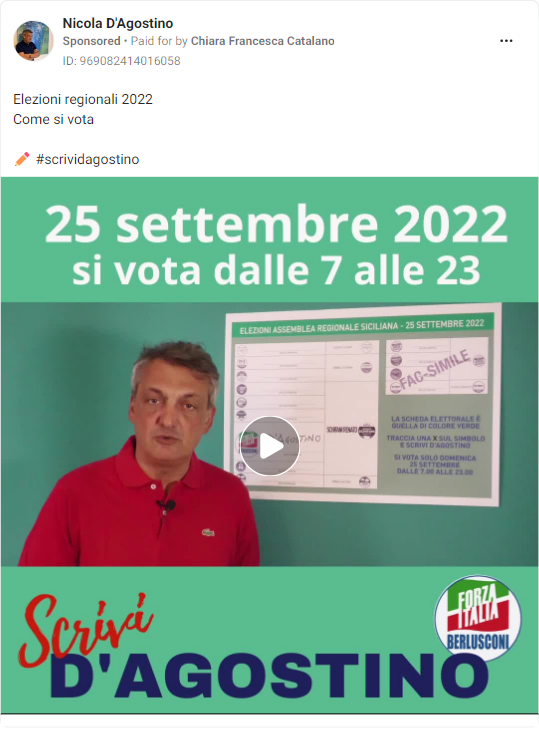 Nicola D'Agostino
Sponsored • Paid for by Chiara Francesca Catalano
ID: 969082414016058
Elezioni regionali 2022
Come si vota
#scrividagostino
25 settembre 2022
si vota dalle 7 alle 23
ELEZIONI ASSEMBLEA REGIONALE SICILIANA - 25 SETTEMBRE 2022
FAC-SIMILE
D'AGOSTINO
SCHIFANI RENATO
LA SCHEDA ELETTORALE È
QUELLA DI COLORE VERDE
TRACCIA UNA X SUL SIMBOLO
E SCRIVI D'AGOSTINO
SI VOTA SOLO DOMENICA
25 SETTEMBRE
DALLE 7.00 ALLE 23.00
Scrivi
D'AGOSTINO
FORZA
ITALIA
BERLUSCONI